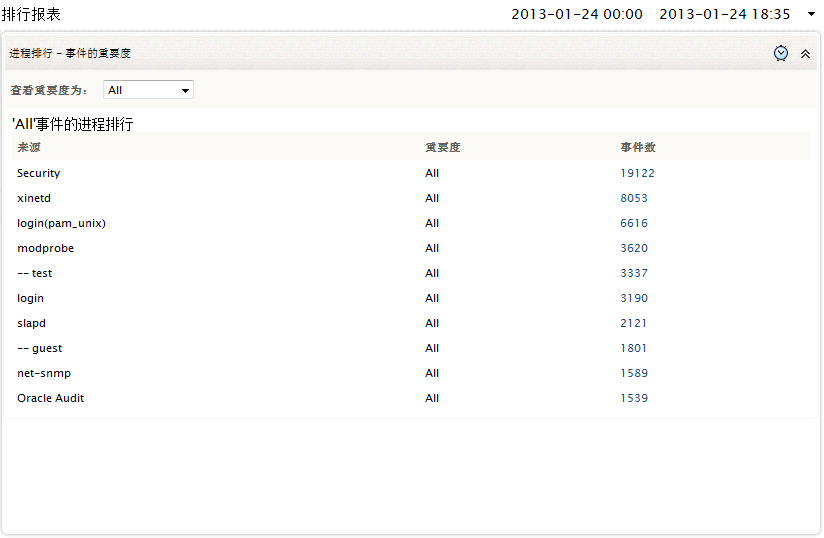 排行报表 2013-01-24 00:00 2013-01-24 18:35
进程排行 - 事件的重要度
查看重要度为: All
'All'事件的进程排行
来源 重要度 事件数
Security All 19122
xinetd All 8053
login(pam_unix) All 6616
modprobe All 3620
-- test All 3337
login All 3190
slapd All 2121
-- guest All 1801
net-snmp All 1589
Oracle Audit All 1539